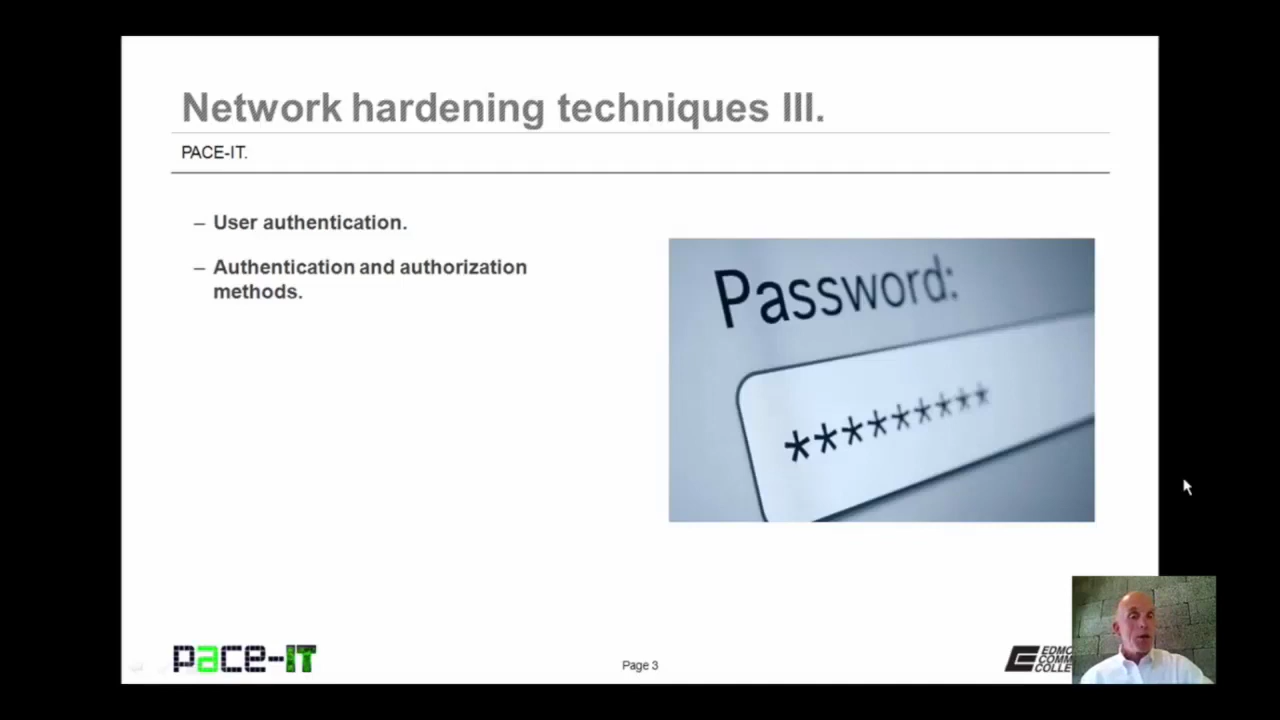 Network hardening techniques III.
PACE-IT.
– User authentication.
– Authentication and authorization
methods.
Password:
*********
pace-IT
Page 3